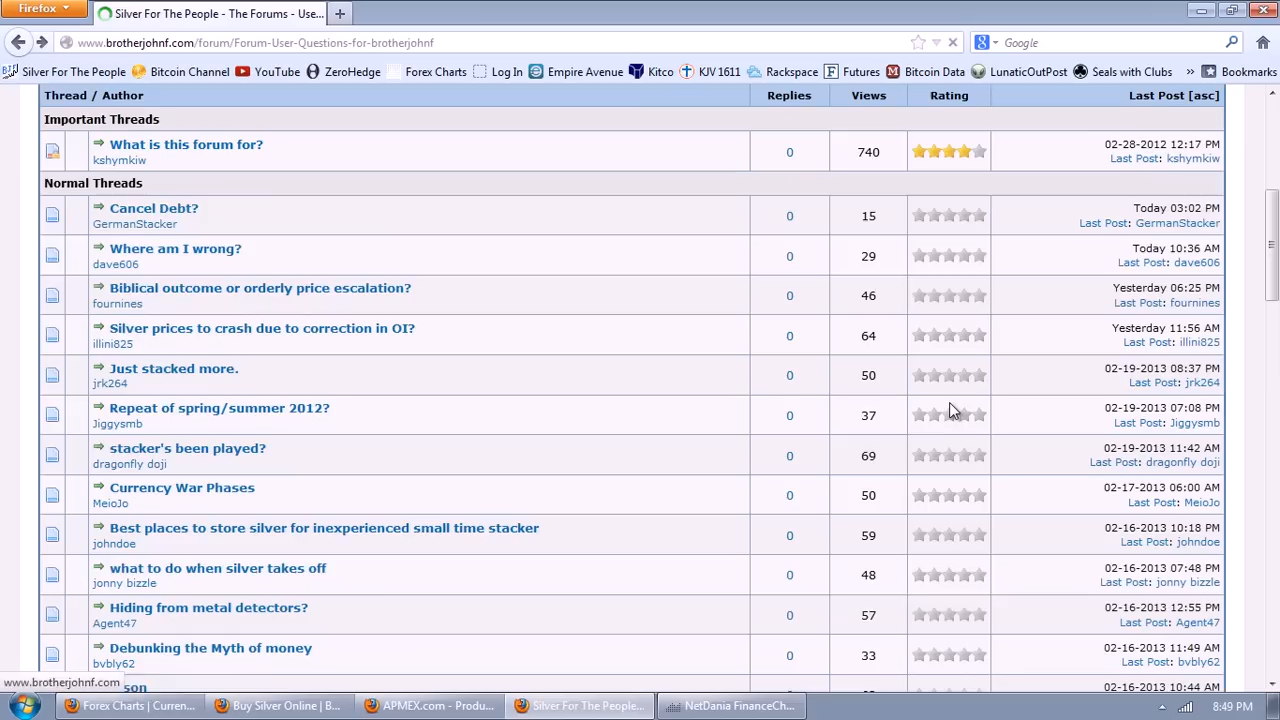 Firefox
Silver For The People - The Forums - Use...
www.brotherjohnf.com/forum/Forum-User-Questions-for-brotherjohnf
Google
Silver For The People Bitcoin Channel YouTube ZeroHedge Forex Charts Log In Empire Avenue Kitco KJV 1611 Rackspace Futures Bitcoin Data LunaticOutPost Seals with Clubs » Bookmarks
Thread / Author Replies Views Rating Last Post [asc]
Important Threads
What is this forum for? 0 740 02-28-2012 12:17 PM
kshymkiw Last Post: kshymkiw
Normal Threads
Cancel Debt? 0 15 Today 03:02 PM
GermanStacker Last Post: GermanStacker
Where am I wrong? 0 29 Today 10:36 AM
dave606 Last Post: dave606
Biblical outcome or orderly price escalation? 0 46 Yesterday 06:25 PM
fournines Last Post: fournines
Silver prices to crash due to correction in OI? 0 64 Yesterday 11:56 AM
illini825 Last Post: illini825
Just stacked more. 0 50 02-19-2013 08:37 PM
jrk264 Last Post: jrk264
Repeat of spring/summer 2012? 0 37 02-19-2013 07:08 PM
Jiggysmb Last Post: Jiggysmb
stacker's been played? 0 69 02-19-2013 11:42 AM
dragonfly doji Last Post: dragonfly doji
Currency War Phases 0 50 02-17-2013 06:00 AM
MeioJo Last Post: MeioJo
Best places to store silver for inexperienced small time stacker 0 59 02-16-2013 10:18 PM
johndoe Last Post: johndoe
what to do when silver takes off 0 48 02-16-2013 07:48 PM
jonny bizzle Last Post: jonny bizzle
Hiding from metal detectors? 0 57 02-16-2013 12:55 PM
Agent47 Last Post: Agent47
Debunking the Myth of money 0 33 02-16-2013 11:49 AM
bvbly62 Last Post: bvbly62
www.brotherjohnf.com son 02-16-2013 10:44 AM
Forex Charts | Curren... Buy Silver Online | B... APMEX.com - Produ... Silver For The People... NetDania FinanceCh... 8:49 PM